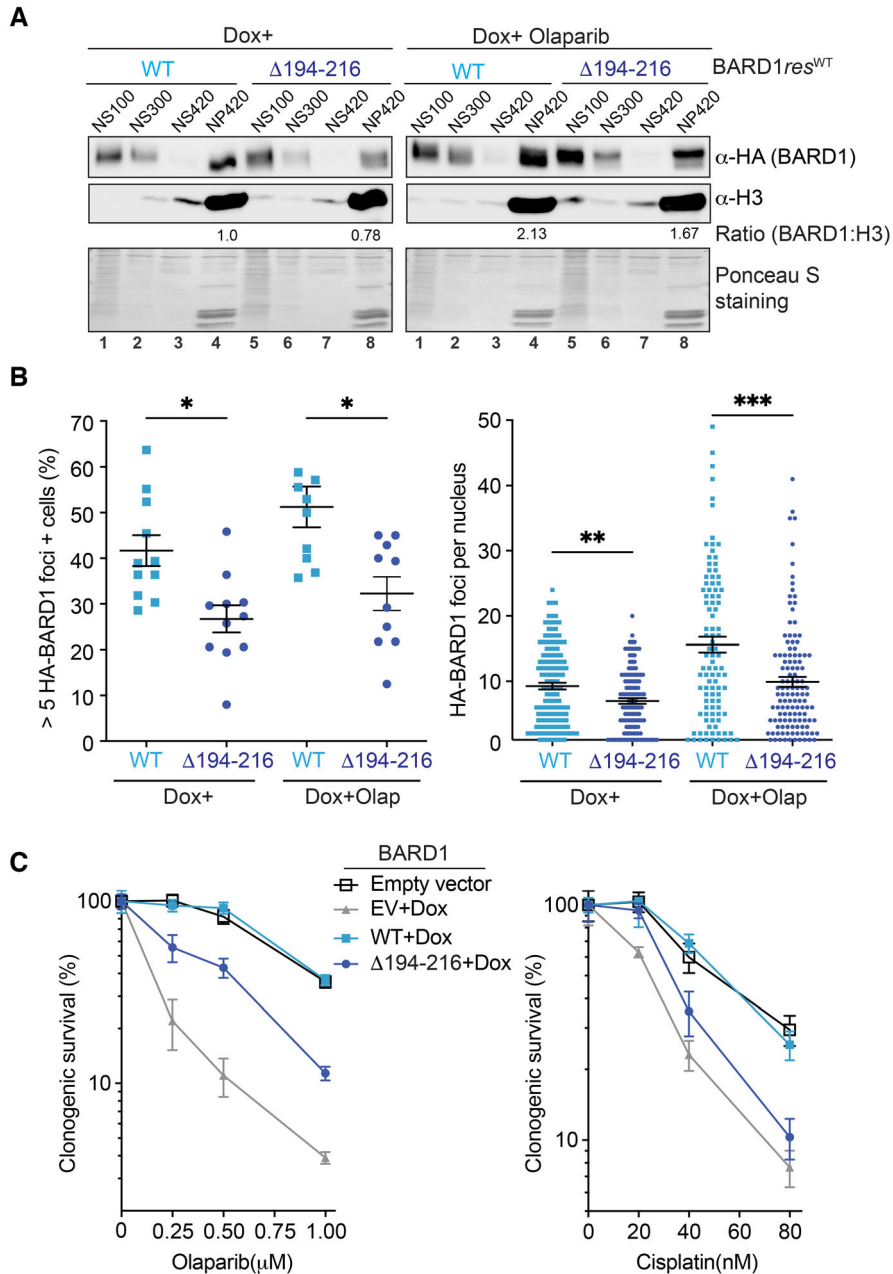 A
Dox+ Dox+ Olaparib
WT Δ194-216 WT Δ194-216 BARD1resWT
NS100 NS300 NS420 NP420 NS100 NS300 NS420 NP420 NS100 NS300 NS420 NP420 NS100 NS300 NS420 NP420
α-HA (BARD1)
α-H3
1.0 0.78 2.13 1.67 Ratio (BARD1:H3)
Ponceau S
staining
1 2 3 4 5 6 7 8 1 2 3 4 5 6 7 8
B
> 5 HA-BARD1 foci + cells (%)
70
60
50
40
30
20
10
0
* *
WT Δ194-216 WT Δ194-216
Dox+ Dox+Olap
HA-BARD1 foci per nucleus
50
40
30
20
10
0
** ***
WT Δ194-216 WT Δ194-216
Dox+ Dox+Olap
C
BARD1
Empty vector
EV+Dox
WT+Dox
Δ194-216+Dox
Clonogenic survival (%)
100
10
0 0.25 0.50 0.75 1.00
Olaparib(μM)
Clonogenic survival (%)
100
10
0 20 40 60 80
Cisplatin(nM)